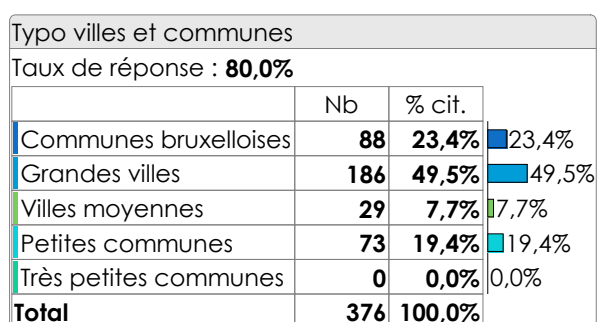 Typo villes et communes
Taux de réponse : 80,0%
Nb % cit.
Communes bruxelloises 88 23,4% 23,4%
Grandes villes 186 49,5% 49,5%
Villes moyennes 29 7,7% 7,7%
Petites communes 73 19,4% 19,4%
Très petites communes 0 0,0% 0,0%
Total 376 100,0%